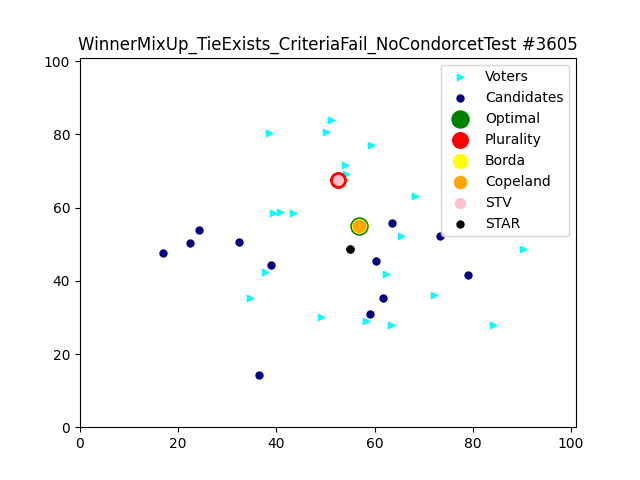 WinnerMixUp_TieExists_CriteriaFail_NoCondorcetTest #3605
100
80
60
40
20
0
0 20 40 60 80 100
Voters
Candidates
Optimal
Plurality
Borda
Copeland
STV
STAR